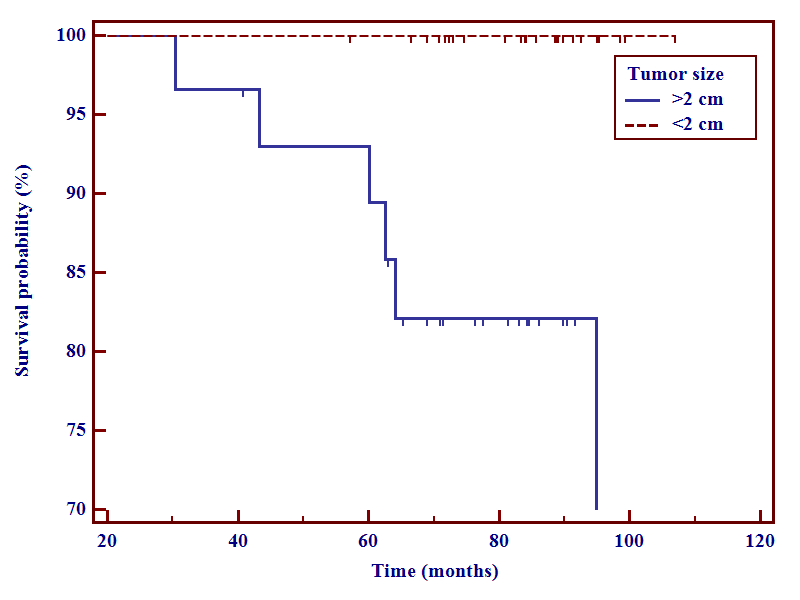 100
95
90
85
80
75
70
Survival probability (%)
Tumor size
>2 cm
<2 cm
20 40 60 80 100 120
Time (months)